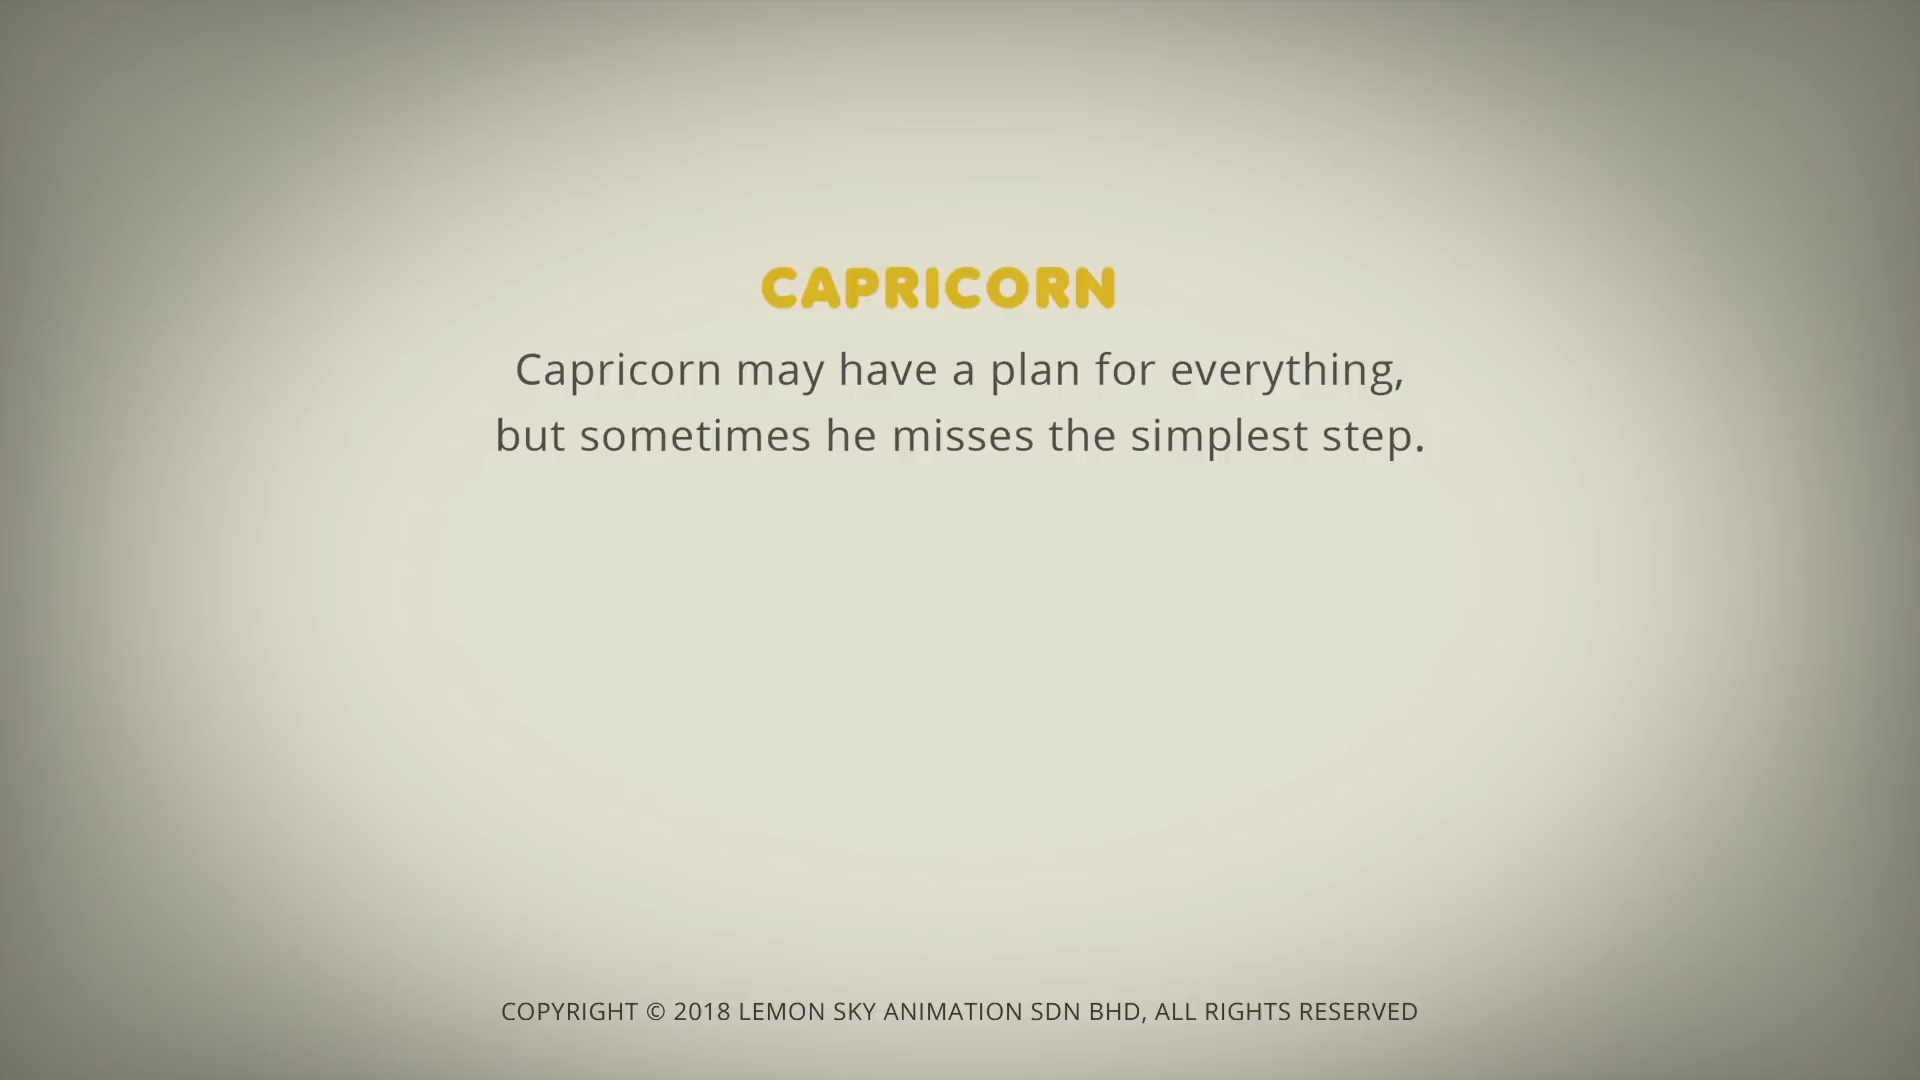 CAPRICORN
Capricorn may have a plan for everything,
but sometimes he misses the simplest step.
COPYRIGHT © 2018 LEMON SKY ANIMATION SDN BHD, ALL RIGHTS RESERVED